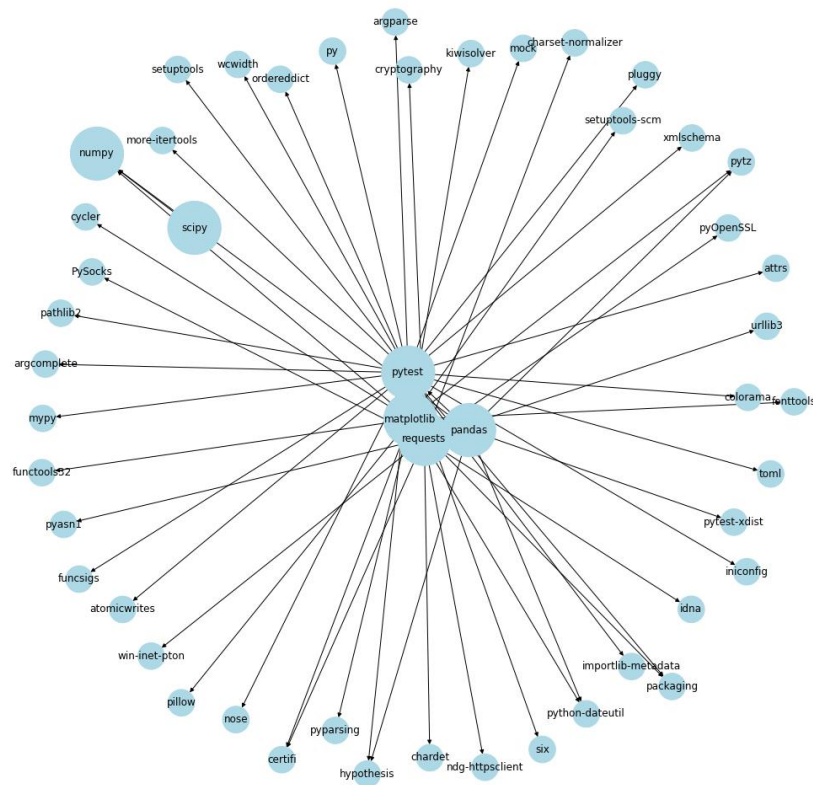 argparse
charset-normalizer
mock
py
kiwisolver
wcwidth
setuptools
cryptography
ordereddict
pluggy
setuptools-scm
xmlschema
more-itertools
numpy
pytz
cycler
scipy
pyOpenSSL
PySocks
attrs
pathlib2
urllib3
argcomplete
pytest
colorama
fonttools
mypy
matplotlib
pandas
requests
functools32
toml
pyasn1
pytest-xdist
funcsigs
iniconfig
atomicwrites
idna
win-inet-pton
importlib-metadata
packaging
pillow
python-dateutil
nose
pyparsing
six
certifi
chardet
ndg-httpsclient
hypothesis